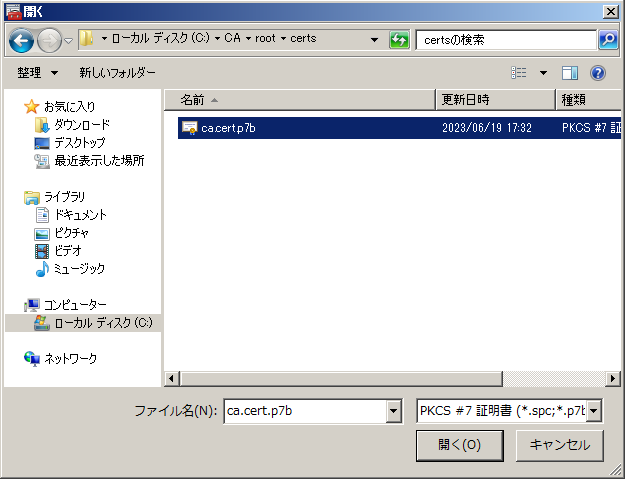 開く
ローカル ディスク (C:) CA root certs
certsの検索
整理 新しいフォルダー
名前 更新日時 種類
お気に入り
ca.cert.p7b 2023/06/19 17:32 PKCS #7 証
ダウンロード
デスクトップ
最近表示した場所
ライブラリ
ドキュメント
ピクチャ
ビデオ
ミュージック
コンピューター
ローカル ディスク (C:)
ネットワーク
ファイル名(N): ca.cert.p7b PKCS #7 証明書 (*.spc;*.p7b
開く(O) キャンセル